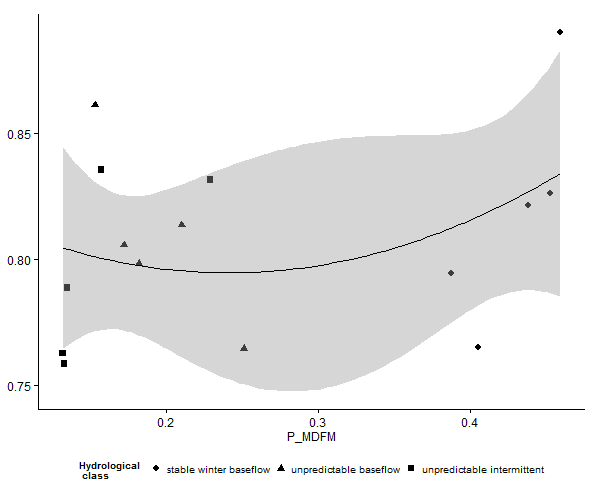 0.85
0.80
0.75
0.2 0.3 0.4
P_MDFM
Hydrological
class
stable winter baseflow unpredictable baseflow unpredictable intermittent